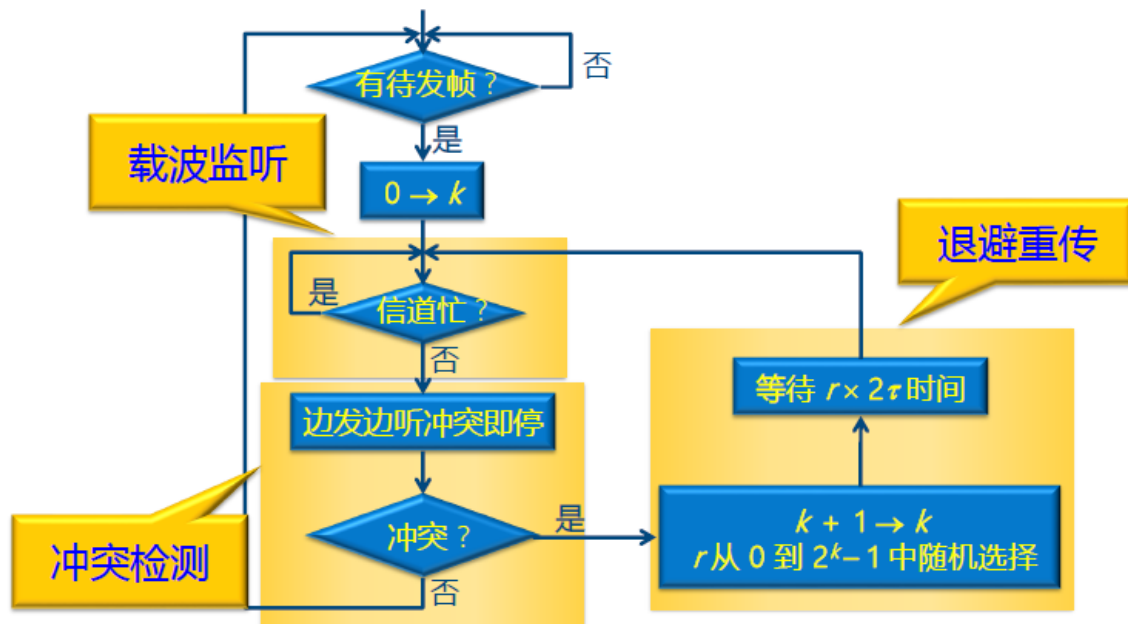 有待发帧？
否
是
载波监听
0 → k
退避重传
是
信道忙？
否
等待 r × 2τ 时间
边发边听冲突即停
冲突？
是
k + 1 → k
r 从 0 到 2ᵏ– 1 中随机选择
冲突检测
否